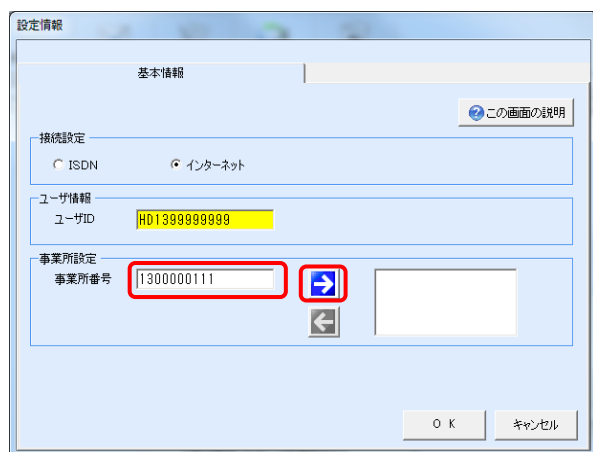 設定情報
基本情報
この画面の説明
接続設定
ISDN
インターネット
ユーザ情報
ユーザID
HD1399999999
事業所設定
事業所番号
1300000111
ＯＫ
キャンセル